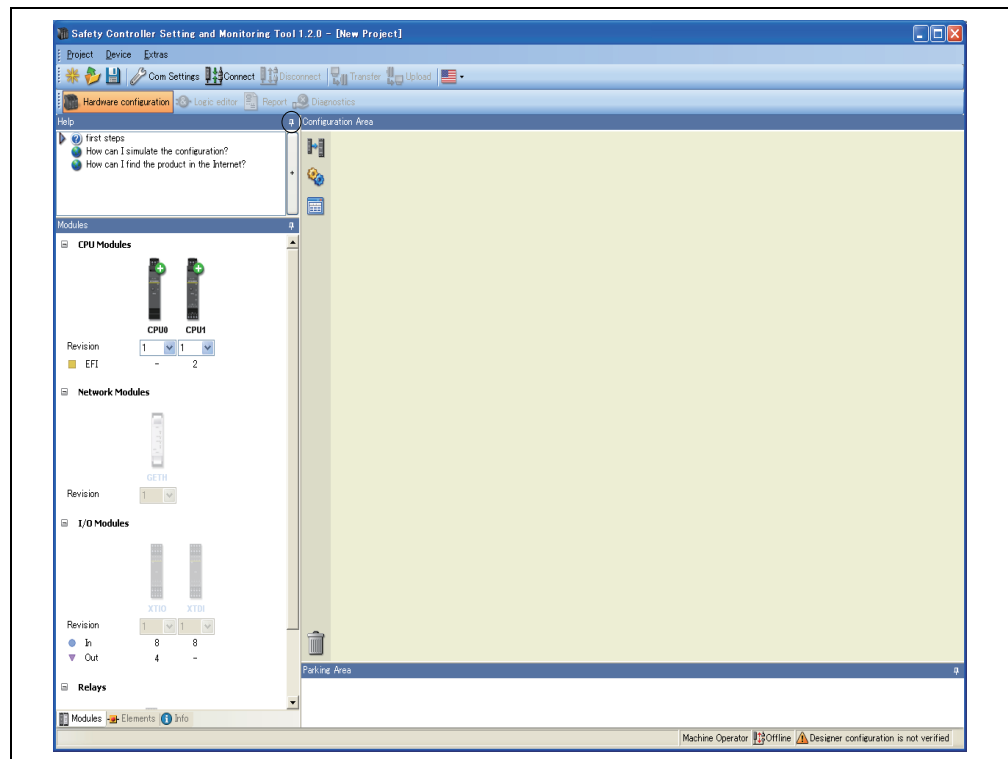 Safety Controller Setting and Monitoring Tool 1.2.0 - [New Project]
Project Device Extras
Com Settings Connect Disconnect Transfer Upload
Hardware configuration Logic editor Report Diagnostics
Help
first steps
How can I simulate the configuration?
How can I find the product in the Internet?
+
Configuration Area
Modules
CPU Modules
CPU0 CPU1
Revision 1 1
EFI - 2
Network Modules
GETH
Revision 1
I/O Modules
XTIO XTDI
Revision 1 1
In 8 8
Out 4 -
Relays
Modules Elements Info
Parking Area
Machine Operator Offline Designer configuration is not verified